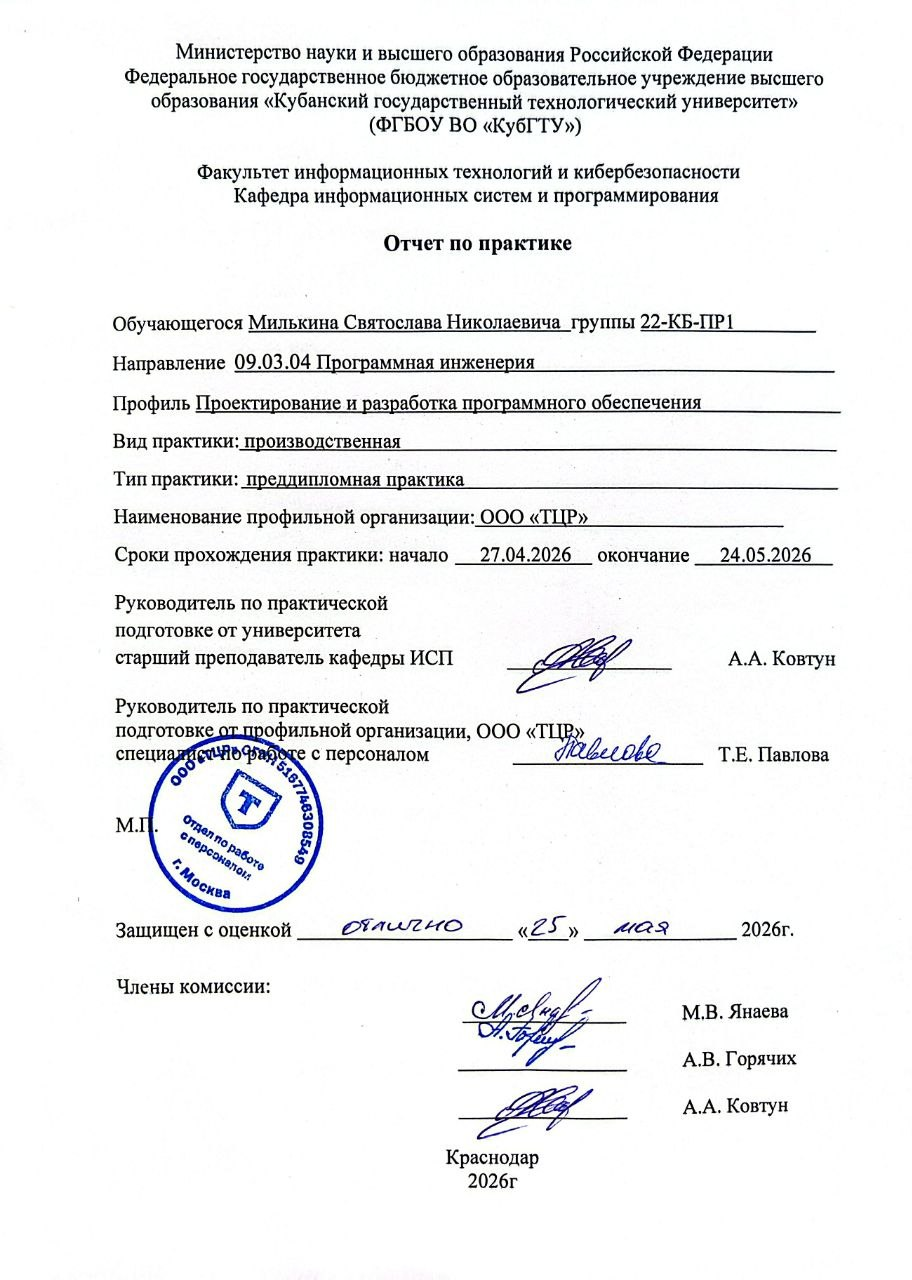 Министерство науки и высшего образования Российской Федерации
Федеральное государственное бюджетное образовательное учреждение высшего
образования «Кубанский государственный технологический университет»
(ФГБОУ ВО «КубГТУ»)
Факультет информационных технологий и кибербезопасности
Кафедра информационных систем и программирования
Отчет по практике
Обучающегося Милькина Святослава Николаевича группы 22-КБ-ПР1
Направление 09.03.04 Программная инженерия
Профиль Проектирование и разработка программного обеспечения
Вид практики: производственная
Тип практики: преддипломная практика
Наименование профильной организации: ООО «ТЦР»
Сроки прохождения практики: начало 27.04.2026 окончание 24.05.2026
Руководитель по практической
подготовке от университета
старший преподаватель кафедры ИСП А.А. Ковтун
Руководитель по практической
подготовке от профильной организации, ООО «ТЦР»
специалист по работе с персоналом Павлова Т.Е. Павлова
ООО «ТЦР» ОГРН 5167746308549
Т
Отдел по работе
с персоналом
г. Москва
М.П.
Защищен с оценкой отлично «25» мая 2026г.
Члены комиссии:
М.В. Янаева
А.В. Горячих
А.А. Ковтун
Краснодар
2026г